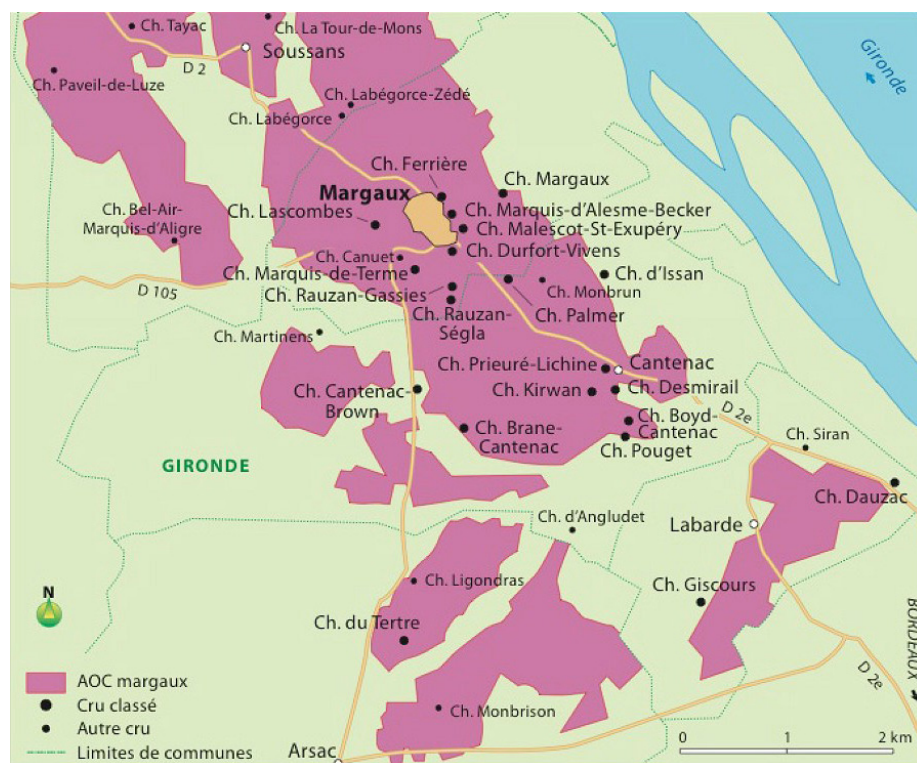 Ch. Tayac
Ch. La Tour-de-Mons
Soussans
Gironde
D 2
Ch. Paveil-de-Luze
Ch. Labégorce-Zédé
Ch. Labégorce
Ch. Ferrière
Ch. Margaux
Margaux
Ch. Bel-Air-
Marquis-d'Aligre
Ch. Lascombes
Ch. Marquis-d'Alesme-Becker
Ch. Malescot-St-Exupéry
Ch. Durfort-Vivens
Ch. Canuet
Ch. Marquis-de-Terme
Ch. d'Issan
Ch. Monbrun
D 105
Ch. Rauzan-Gassies
Ch. Rauzan-
Ségla
Ch. Palmer
Ch. Martinens
Ch. Prieuré-Lichine
Cantenac
Ch. Cantenac-
Brown
Ch. Kirwan
Ch. Desmirail
D 2e
Ch. Brane-
Cantenac
Ch. Boyd-
Cantenac
Ch. Pouget
Ch. Siran
GIRONDE
Ch. Dauzac
Ch. d'Angludet
Labarde
Ch. Ligondras
Ch. Giscours
N
Ch. du Tertre
BORDEAUX
D 2e
AOC margaux
Cru classé
Autre cru
Limites de communes
Ch. Monbrison
Arsac
0 1 2 km